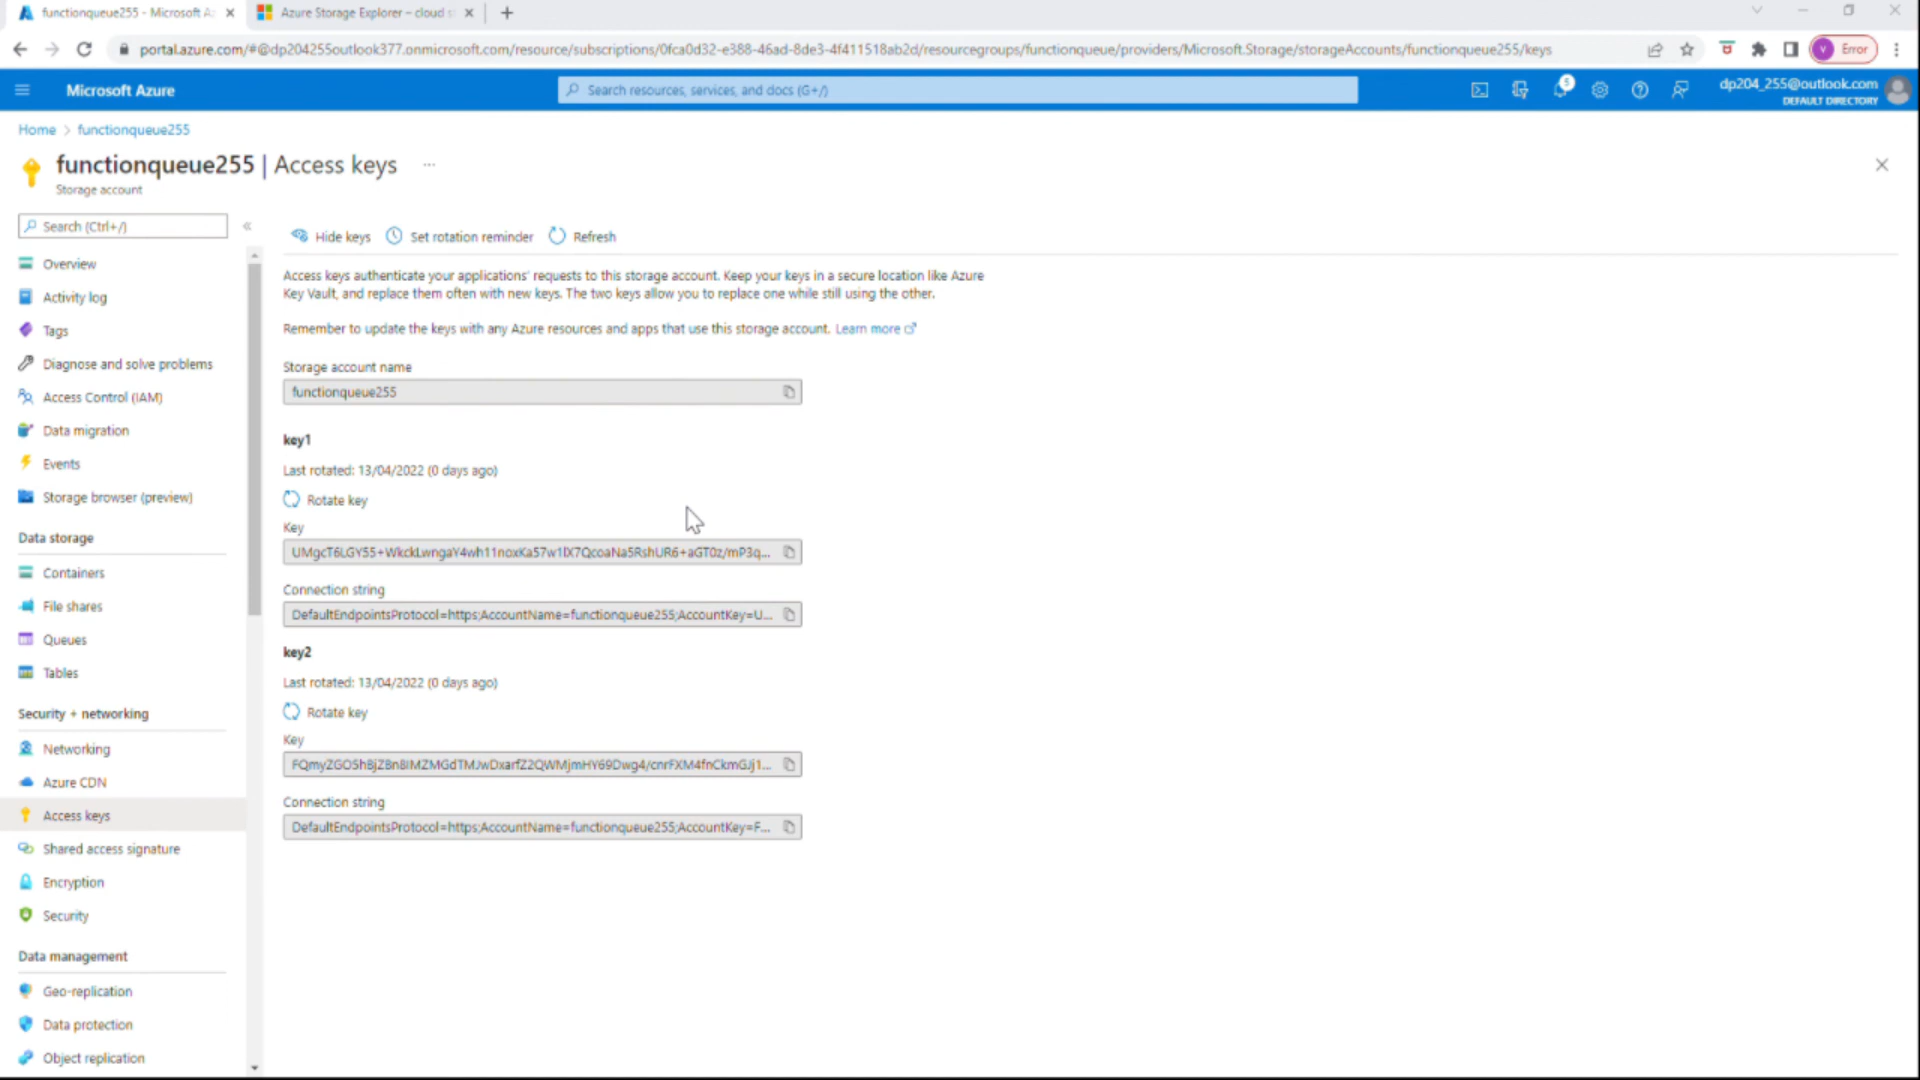 functionqueue255 - Microsoft A:
Azure Storage Explorer – cloud s
portal.azure.com/#@dp204255outlook377.onmicrosoft.com/resource/subscriptions/0fca0d32-e388-46ad-8de3-4f411518ab2d/resourcegroups/functionqueue/providers/Microsoft.Storage/storageAccounts/functionqueue255/keys
V Error
Microsoft Azure
Search resources, services, and docs (G+/)
5
dp204_255@outlook.com
DEFAULT DIRECTORY
Home > functionqueue255
functionqueue255 | Access keys ...
Storage account
Search (Ctrl+/)
Hide keys Set rotation reminder Refresh
Overview
Activity log
Tags
Diagnose and solve problems
Access Control (IAM)
Data migration
Events
Storage browser (preview)
Data storage
Containers
File shares
Queues
Tables
Security + networking
Networking
Azure CDN
Access keys
Shared access signature
Encryption
Security
Data management
Geo-replication
Data protection
Object replication
Access keys authenticate your applications' requests to this storage account. Keep your keys in a secure location like Azure
Key Vault, and replace them often with new keys. The two keys allow you to replace one while still using the other.
Remember to update the keys with any Azure resources and apps that use this storage account. Learn more
Storage account name
functionqueue255
key1
Last rotated: 13/04/2022 (0 days ago)
Rotate key
Key
Connection string
DefaultEndpointsProtocol=https;AccountName=functionqueue255;AccountKey=U...
key2
Last rotated: 13/04/2022 (0 days ago)
Rotate key
Key
Connection string
DefaultEndpointsProtocol=https;AccountName=functionqueue255;AccountKey=F...